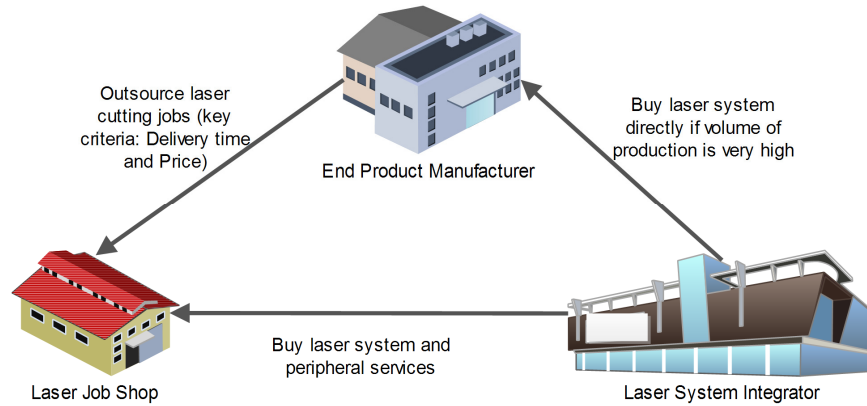 Outsource laser
cutting jobs (key
criteria: Delivery time
and Price)
Buy laser system
directly if volume of
production is very high
End Product Manufacturer
Buy laser system and
peripheral services
Laser Job Shop
Laser System Integrator